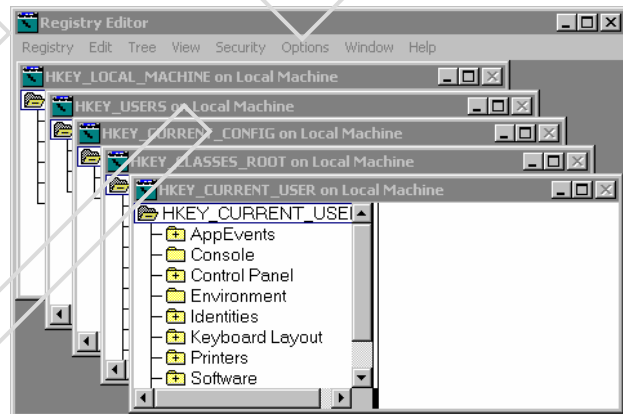 Registry Editor
Registry Edit Tree View Security Options Window Help
HKEY_LOCAL_MACHINE on Local Machine
HKEY_USERS on Local Machine
HKEY_CURRENT_CONFIG on Local Machine
HKEY_CLASSES_ROOT on Local Machine
HKEY_CURRENT_USER on Local Machine
HKEY_CURRENT_USE
AppEvents
Console
Control Panel
Environment
Identities
Keyboard Layout
Printers
Software